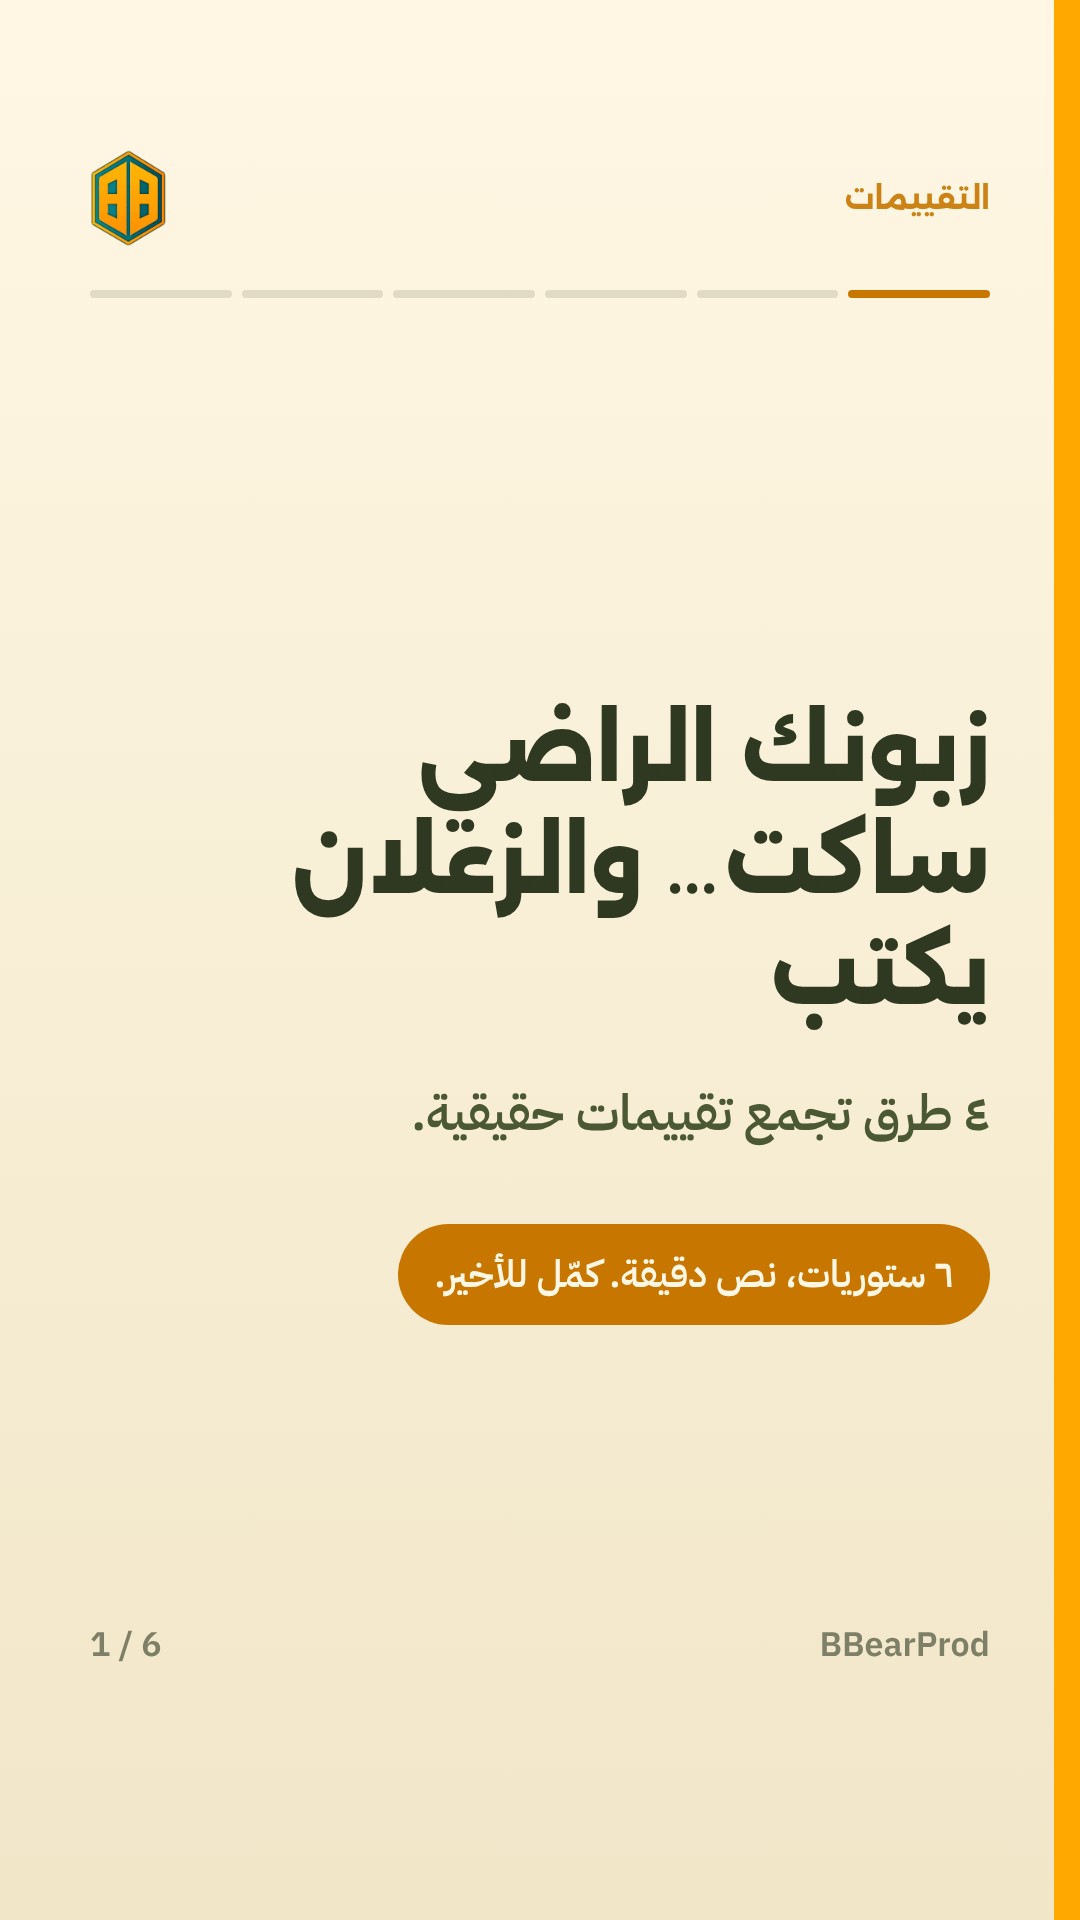 التقييمات
زبونك الراضي
ساكت... والزعلان
يكتب
٤ طرق تجمع تقييمات حقيقية.
٦ ستوريات، نص دقيقة. كمّل للأخير.
BBearProd
1 / 6